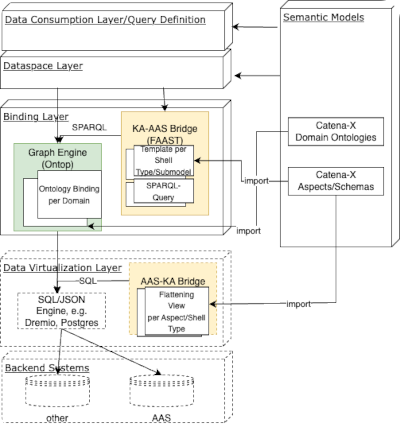 Data Consumption Layer/Query Definition
Semantic Models
Dataspace Layer
Binding Layer
SPARQL
KA-AAS Bridge
(FAAST)
Template per
Shell
Type/Submodel
SPARQL-
Query
Graph Engine
(Ontop)
Ontology Binding
per Domain
Catena-X
Domain Ontologies
Catena-X
Aspects/Schemas
import
import
Data Virtualization Layer
SQL
AAS-KA Bridge
Flattening
View
per Aspect/Shell
Type
import
SQL/JSON
Engine, e.g.
Dremio, Postgres
Backend Systems
other
AAS